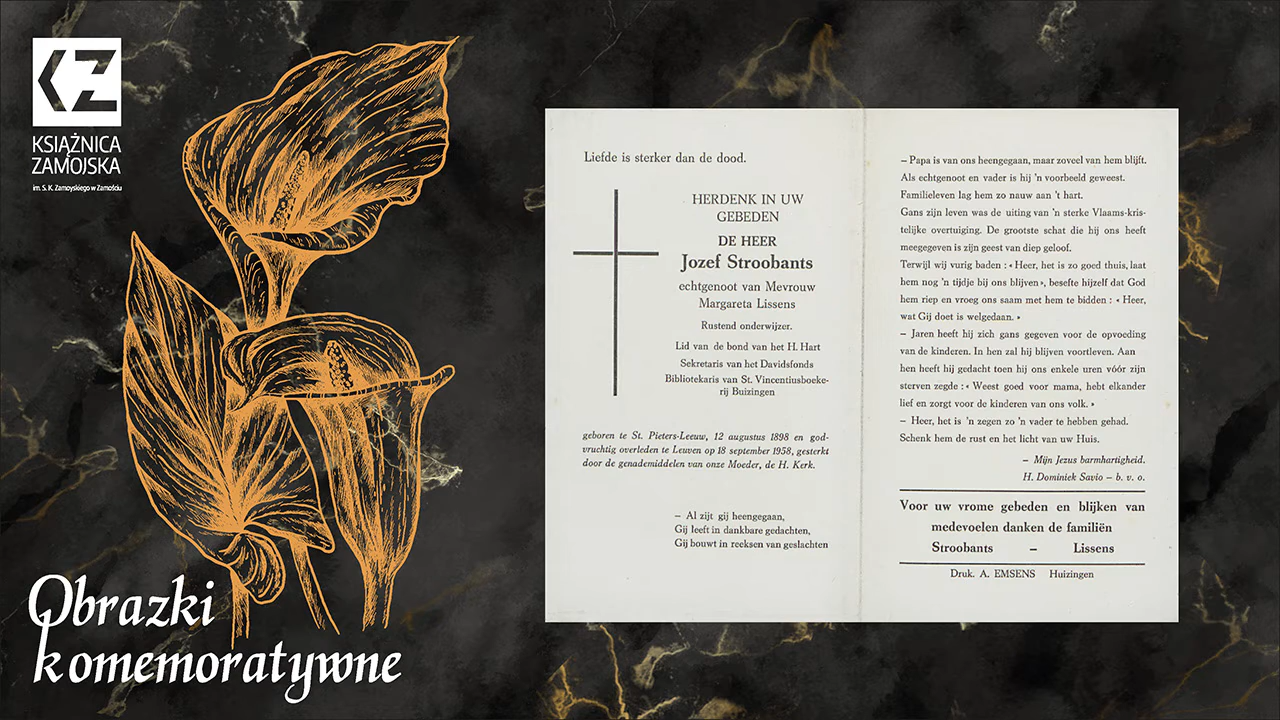 KZ
KSIĄŻNICA
ZAMOJSKA
im. S. K. Zamoyskiego w Zamościu
Obrazki
komemoratywne
Liefde is sterker dan de dood.
HERDENK IN UW
GEBEDEN
DE HEER
Jozef Stroobants
echtgenoot van Mevrouw
Margareta Lissens
Rustend onderwijzer.
Lid van de bond van het H. Hart
Sekretaris van het Davidsfonds
Bibliotekaris van St. Vincentiusboeke-
rij Buizingen
geboren te St. Pieters-Leeuw, 12 augustus 1898 en god-
vruchtig overleden te Leuven op 18 september 1958, gesterkt
door de genademiddelen van onze Moeder, de H. Kerk.
– Al zijt gij heengegaan,
Gij leeft in dankbare gedachten,
Gij bouwt in reeksen van geslachten
– Papa is van ons heengegaan, maar zoveel van hem blijft.
Als echtgenoot en vader is hij 'n voorbeeld geweest.
Familieleven lag hem zo nauw aan 't hart.
Gans zijn leven was de uiting van 'n sterke Vlaams-kris-
telijke overtuiging. De grootste schat die hij ons heeft
meegegeven is zijn geest van diep geloof.
Terwijl wij vurig baden : « Heer, het is zo goed thuis, laat
hem nog 'n tijdje bij ons blijven », besefte hijzelf dat God
hem riep en vroeg ons saam met hem te bidden : « Heer,
wat Gij doet is welgedaan. »
– Jaren heeft hij zich gans gegeven voor de opvoeding
van de kinderen. In hen zal hij blijven voortleven. Aan
hen heeft hij gedacht toen hij ons enkele uren vóór zijn
sterven zegde : « Weest goed voor mama, hebt elkander
lief en zorgt voor de kinderen van ons volk. »
– Heer, het is 'n zegen zo 'n vader te hebben gehad.
Schenk hem de rust en het licht van uw Huis.
– Mijn Jezus barmhartigheid.
H. Dominiek Savio – b. v. o.
Voor uw vrome gebeden en blijken van
medevoelen danken de familiën
Stroobants – Lissens
Druk. A. EMSENS Huizingen